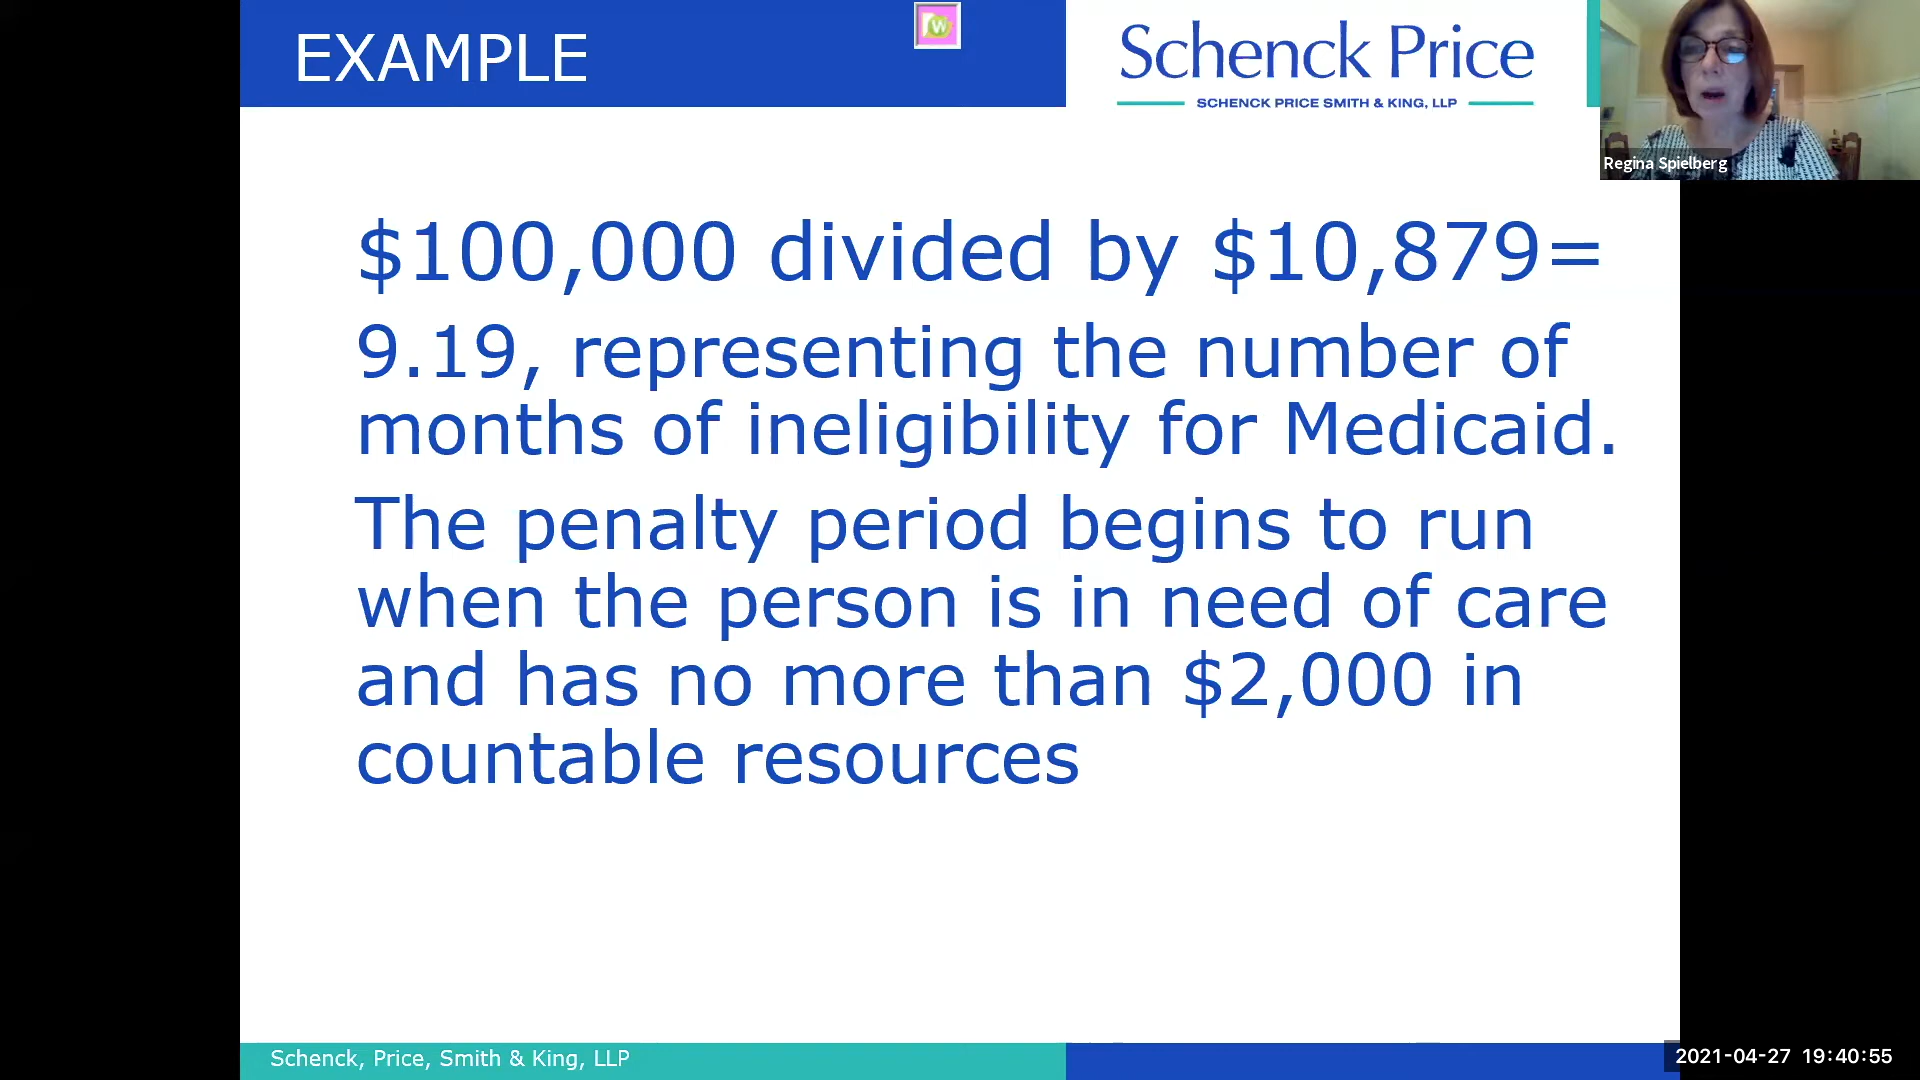 EXAMPLE
W
Schenck Price
SCHENCK PRICE SMITH & KING, LLP
Regina Spielberg
$100,000 divided by $10,879=
9.19, representing the number of
months of ineligibility for Medicaid.
The penalty period begins to run
when the person is in need of care
and has no more than $2,000 in
countable resources
Schenck, Price, Smith & King, LLP
2021-04-27 19:40:55